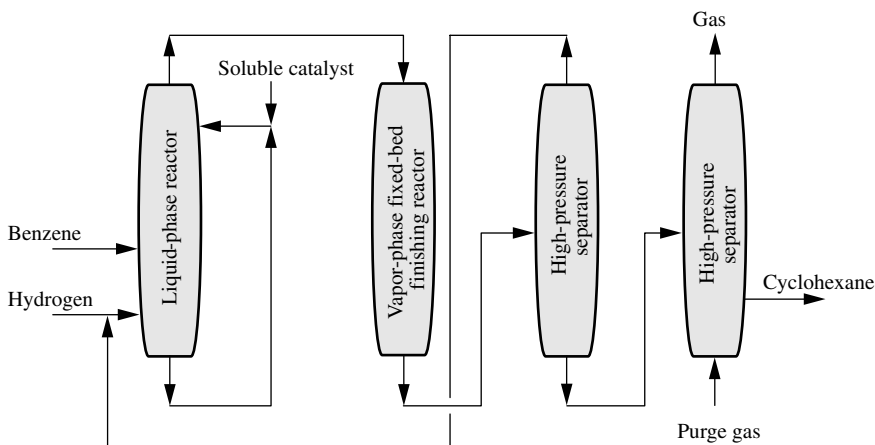 Gas
Soluble catalyst
Liquid-phase reactor
Vapor-phase fixed-bed
finishing reactor
High-pressure
separator
High-pressure
separator
Benzene
Hydrogen
Cyclohexane
Purge gas